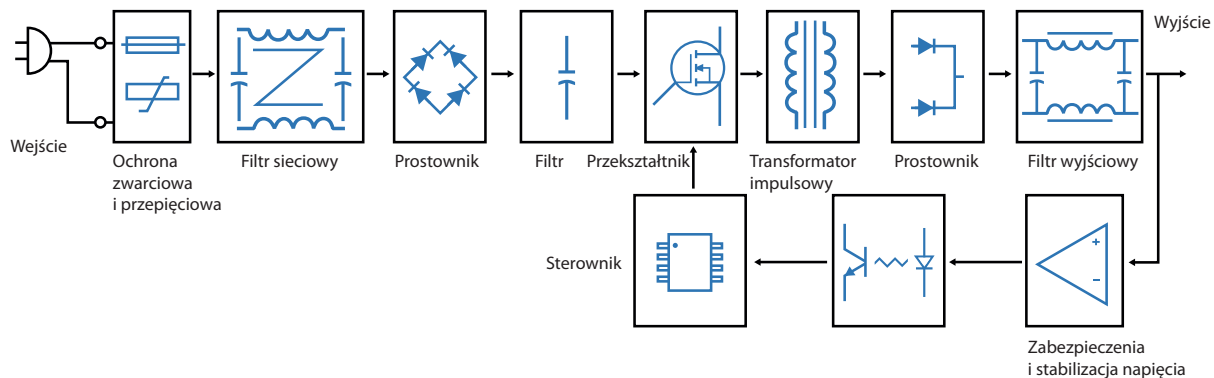 Wyjście
Wejście
Ochrona
zwarciowa
i przepięciowa
Filtr sieciowy
Prostownik
Filtr
Przekształtnik
Transformator
impulsowy
Prostownik
Filtr wyjściowy
+
−
Sterownik
Zabezpieczenia
i stabilizacja napięcia